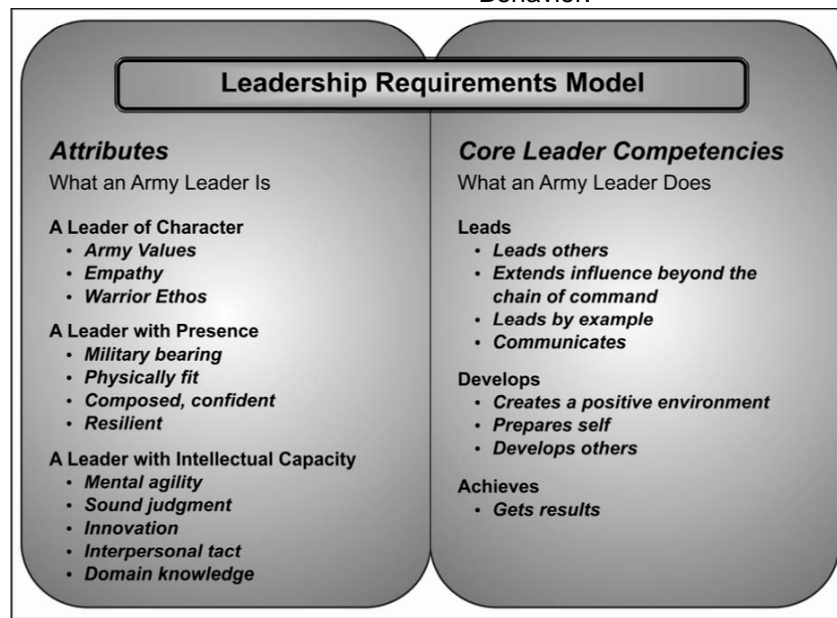 Behavior.
Leadership Requirements Model
Attributes
What an Army Leader Is
A Leader of Character
• Army Values
• Empathy
• Warrior Ethos
A Leader with Presence
• Military bearing
• Physically fit
• Composed, confident
• Resilient
A Leader with Intellectual Capacity
• Mental agility
• Sound judgment
• Innovation
• Interpersonal tact
• Domain knowledge
Core Leader Competencies
What an Army Leader Does
Leads
• Leads others
• Extends influence beyond the
chain of command
• Leads by example
• Communicates
Develops
• Creates a positive environment
• Prepares self
• Develops others
Achieves
• Gets results